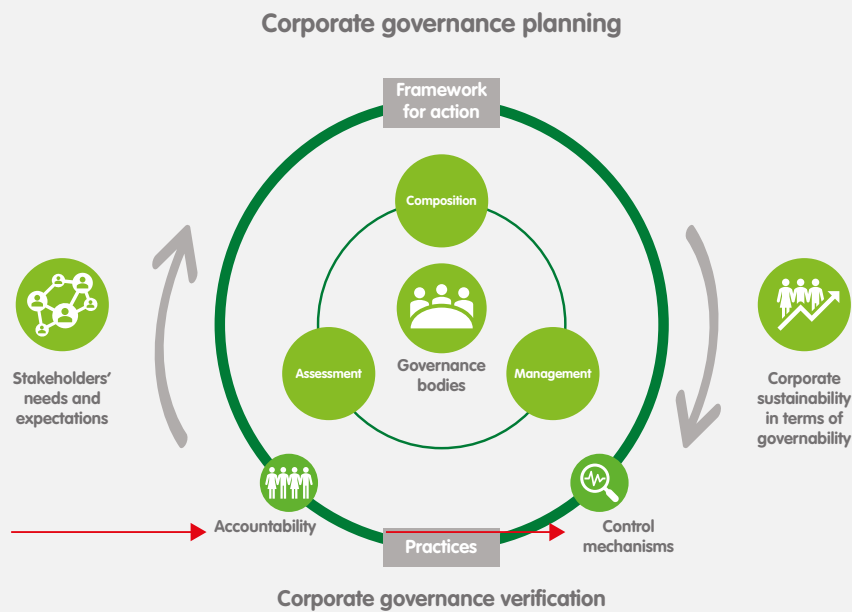 Corporate governance planning
Framework
for action
Composition
Governance
bodies
Assessment
Management
Stakeholders’
needs and
expectations
Corporate
sustainability
in terms of
governability
Accountability
Control
mechanisms
Practices
Corporate governance verification